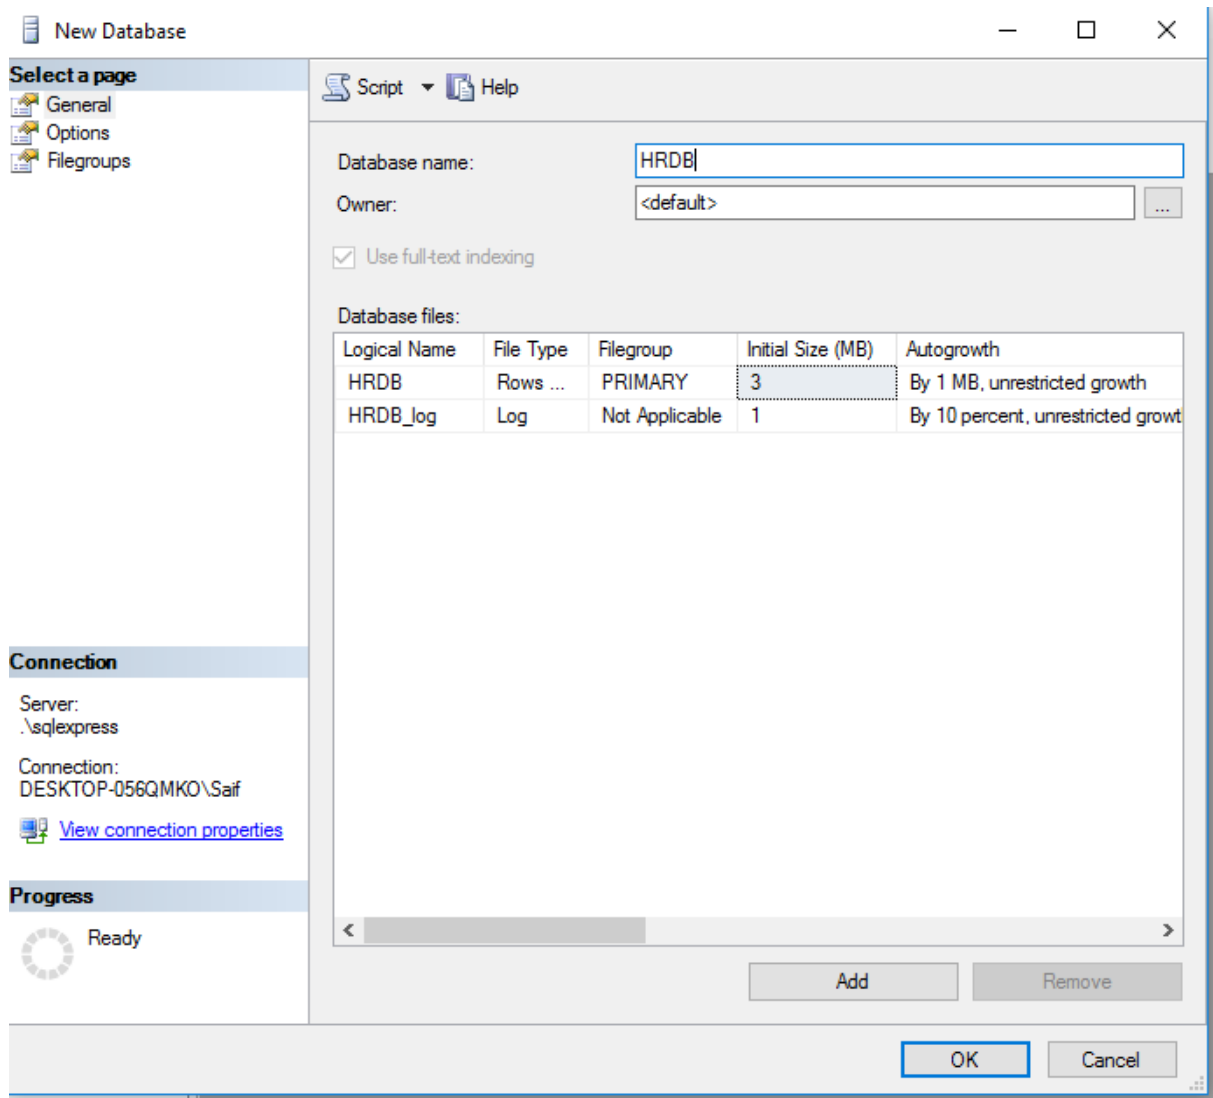 New Database
Select a page
General
Options
Filegroups
Script Help
Database name: HRDB
Owner: <default> ...
Use full-text indexing
Database files:
Logical Name File Type Filegroup Initial Size (MB) Autogrowth
HRDB Rows ... PRIMARY 3 By 1 MB, unrestricted growth
HRDB_log Log Not Applicable 1 By 10 percent, unrestricted growt
Connection
Server:
.\sqlexpress
Connection:
DESKTOP-056QMKO\Saif
View connection properties
Progress
Ready
Add Remove
OK Cancel